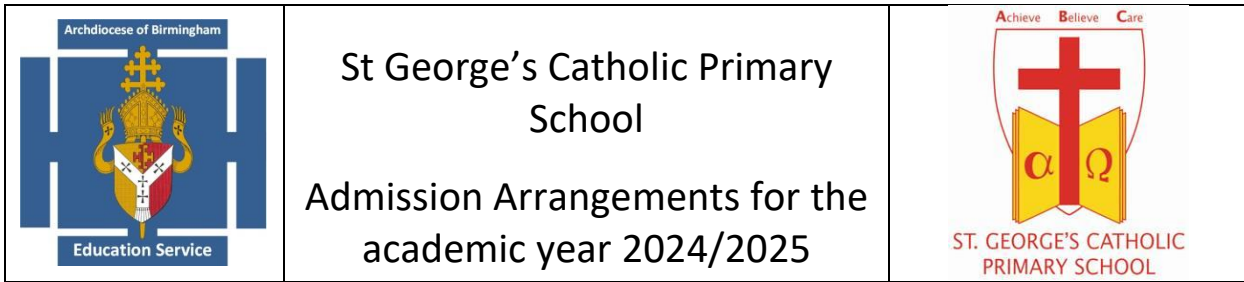 Archdiocese of Birmingham
Education Service
St George’s Catholic Primary
School
Admission Arrangements for the
academic year 2024/2025
Achieve Believe Care
α Ω
ST. GEORGE'S CATHOLIC
PRIMARY SCHOOL